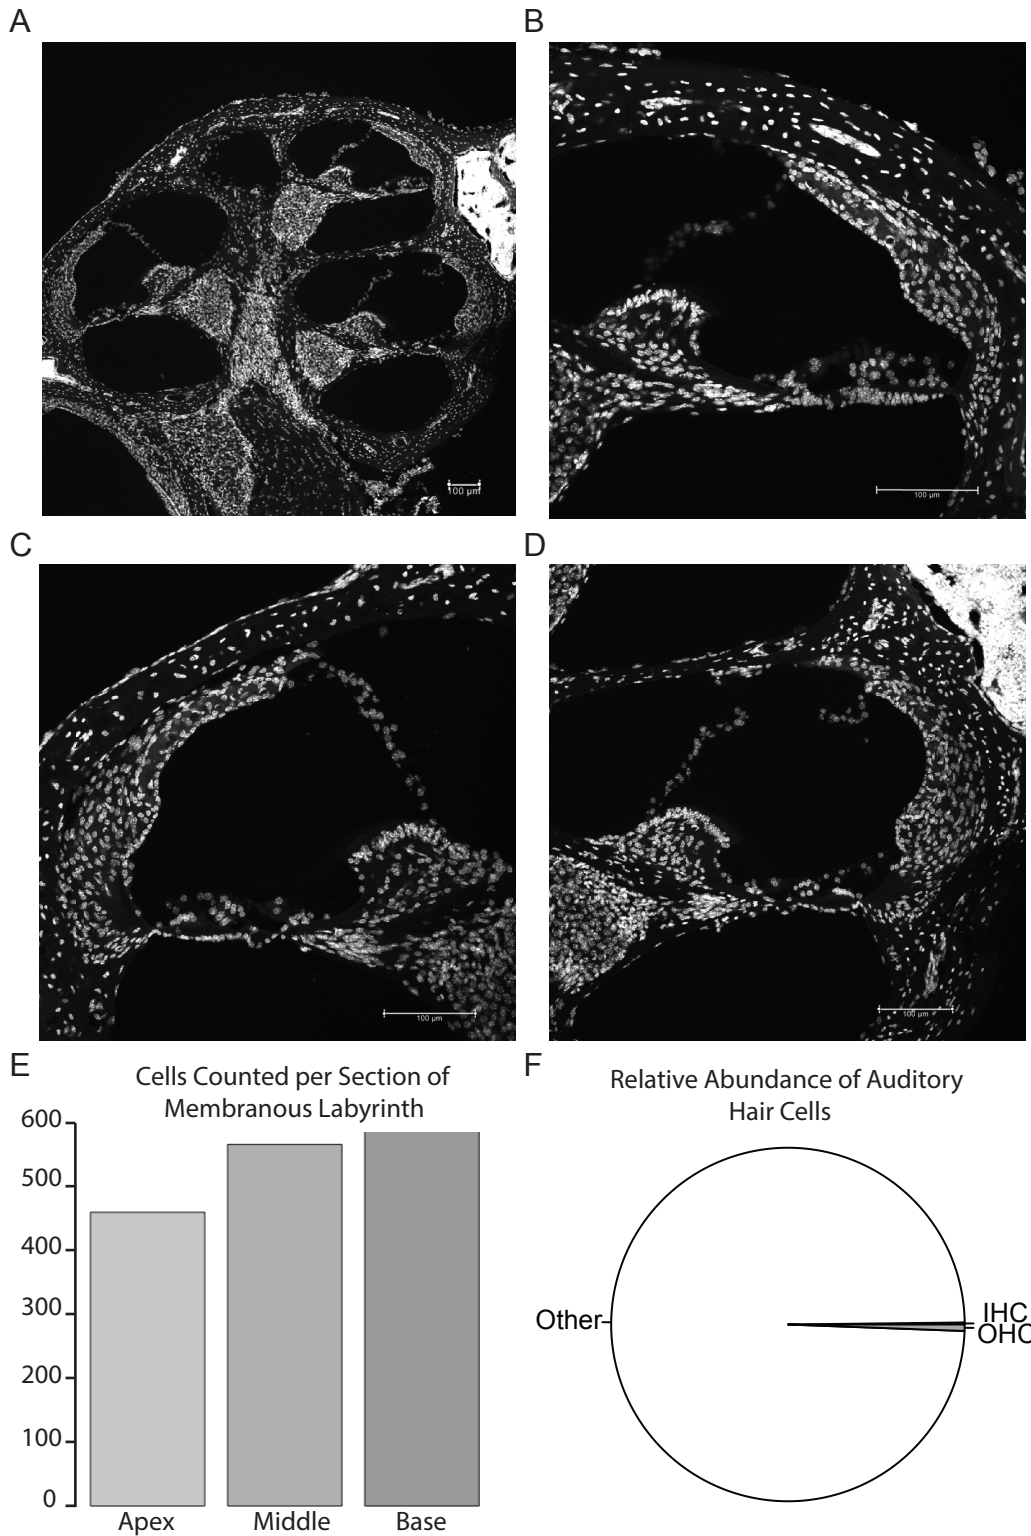 A
B
100 µm
100 µm
C
D
100 µm
100 µm
E
F
Cells Counted per Section of
Membranous Labyrinth
Relative Abundance of Auditory
Hair Cells
600
500
400
300
200
100
0
Apex
Middle
Base
Other
IHC
OHC